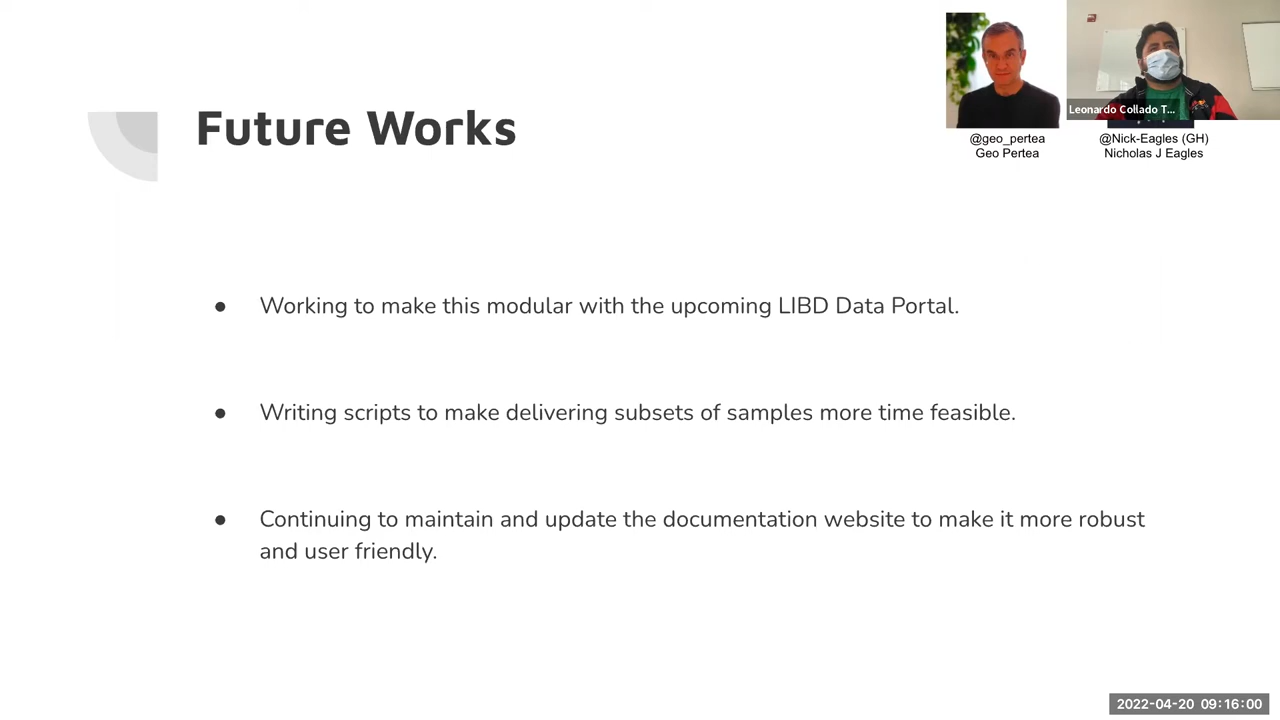 Future Works
Leonardo Collado T...
@geo_pertea
Geo Pertea
@Nick-Eagles (GH)
Nicholas J Eagles
● Working to make this modular with the upcoming LIBD Data Portal.
● Writing scripts to make delivering subsets of samples more time feasible.
● Continuing to maintain and update the documentation website to make it more robust
and user friendly.
2022-04-20 09:16:00